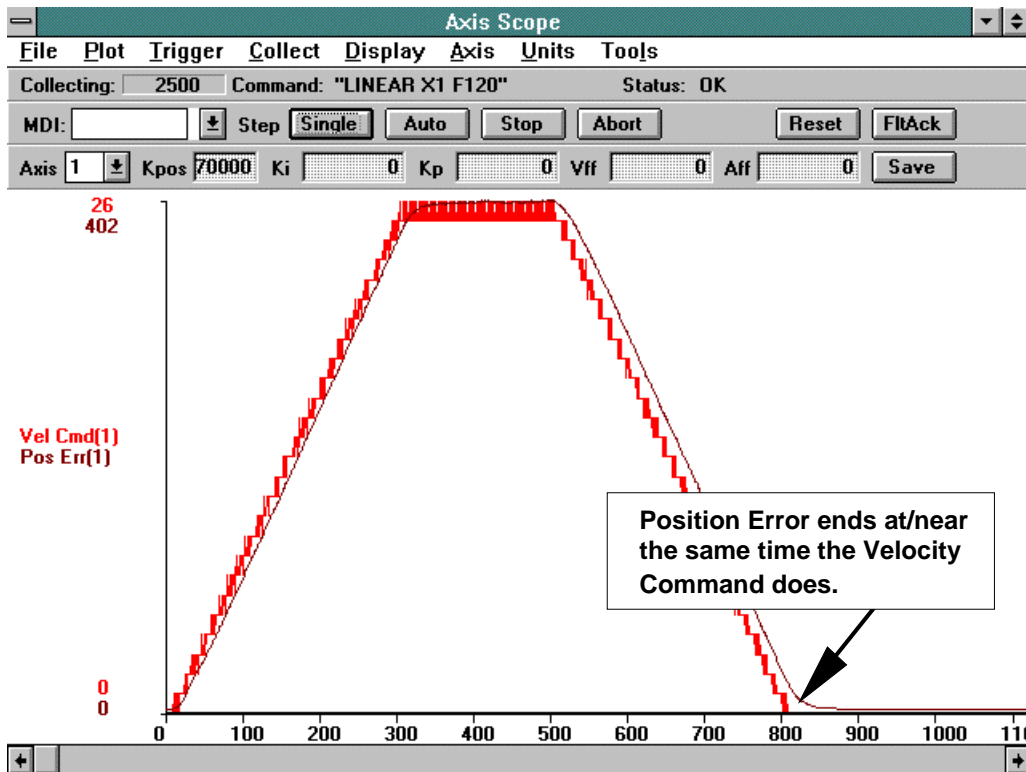 Axis Scope
File Plot Trigger Collect Display Axis Units Tools
Collecting: 2500 Command: "LINEAR X1 F120" Status: OK
MDI: Step Single Auto Stop Abort Reset FltAck
Axis 1 Kpos 70000 Ki 0 Kp 0 Vff 0 Aff 0 Save
26
402
Vel Cmd(1)
Pos Err(1)
Position Error ends at/near
the same time the Velocity
Command does.
0
0
0 100 200 300 400 500 600 700 800 900 1000 110